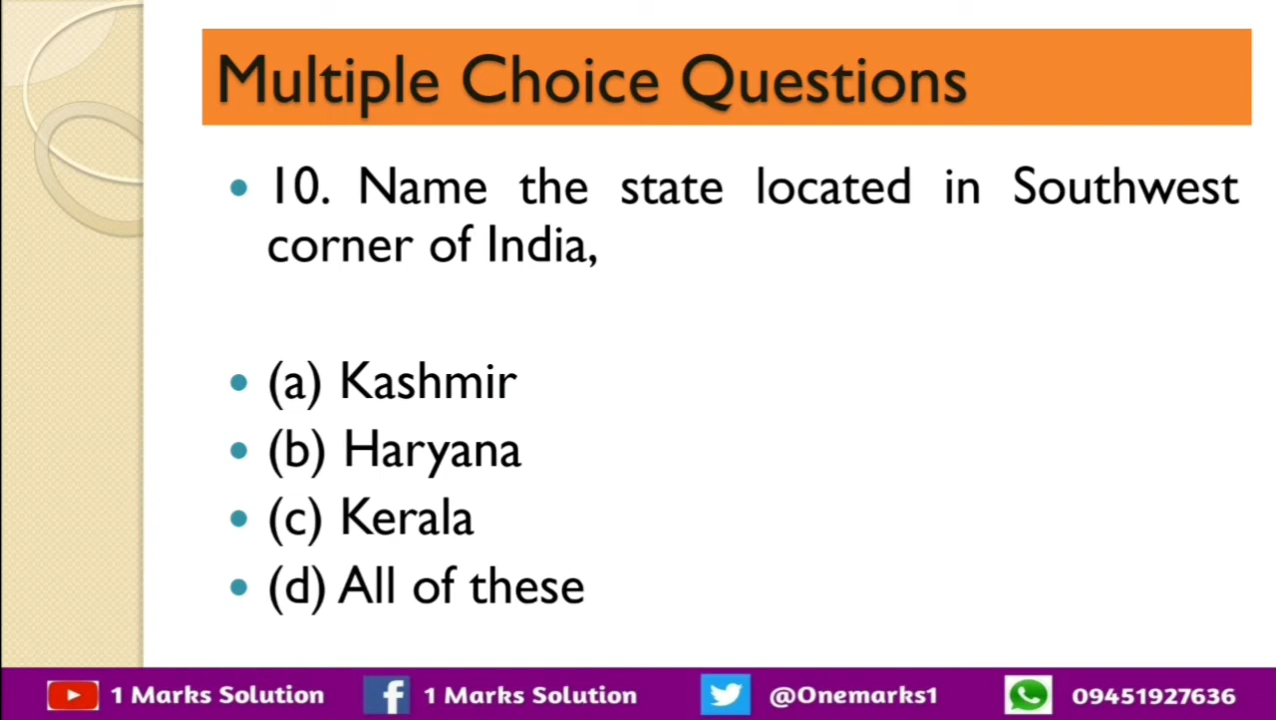 Multiple Choice Questions
• 10. Name the state located in Southwest
corner of India,
• (a) Kashmir
• (b) Haryana
• (c) Kerala
• (d) All of these
1 Marks Solution 1 Marks Solution @Onemarks1 09451927636